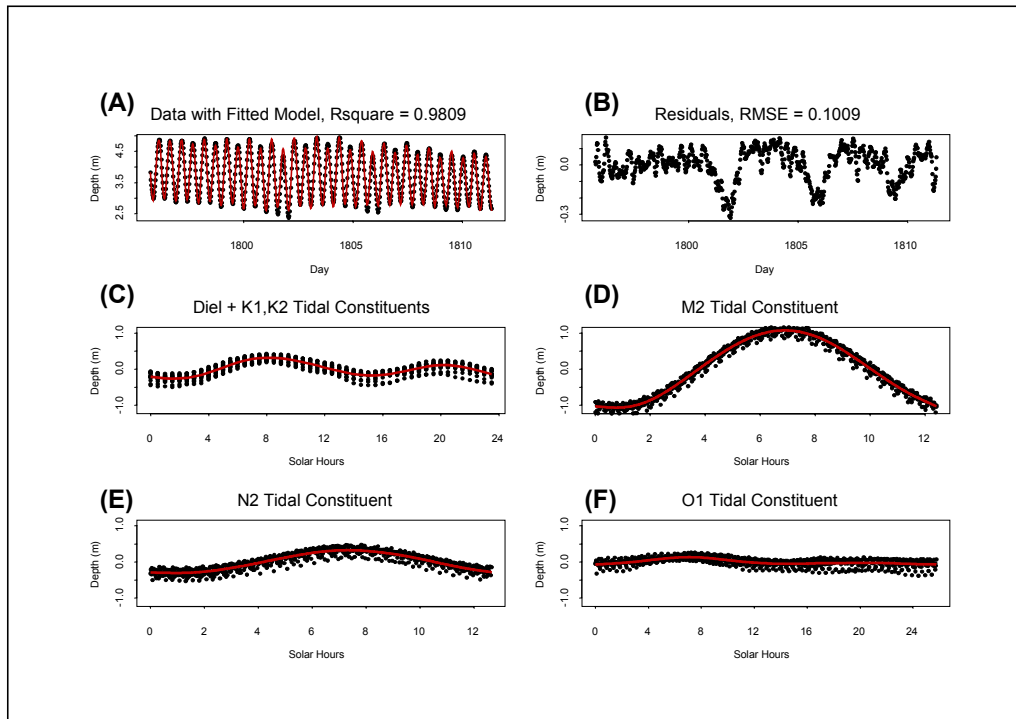 (A)
Data with Fitted Model, Rsquare = 0.9809
Depth (m)
4.5
3.5
2.5
1800
1805
1810
Day
(B)
Residuals, RMSE = 0.1009
Depth (m)
0.0
-0.3
1800
1805
1810
Day
(C)
Diel + K1,K2 Tidal Constituents
Depth (m)
1.0
0.0
-1.0
0 4 8 12 16 20 24
Solar Hours
(D)
M2 Tidal Constituent
Depth (m)
1.0
0.0
-1.0
0 2 4 6 8 10 12
Solar Hours
(E)
N2 Tidal Constituent
Depth (m)
1.0
0.0
-1.0
0 2 4 6 8 10 12
Solar Hours
(F)
O1 Tidal Constituent
Depth (m)
1.0
0.0
-1.0
0 4 8 12 16 20 24
Solar Hours